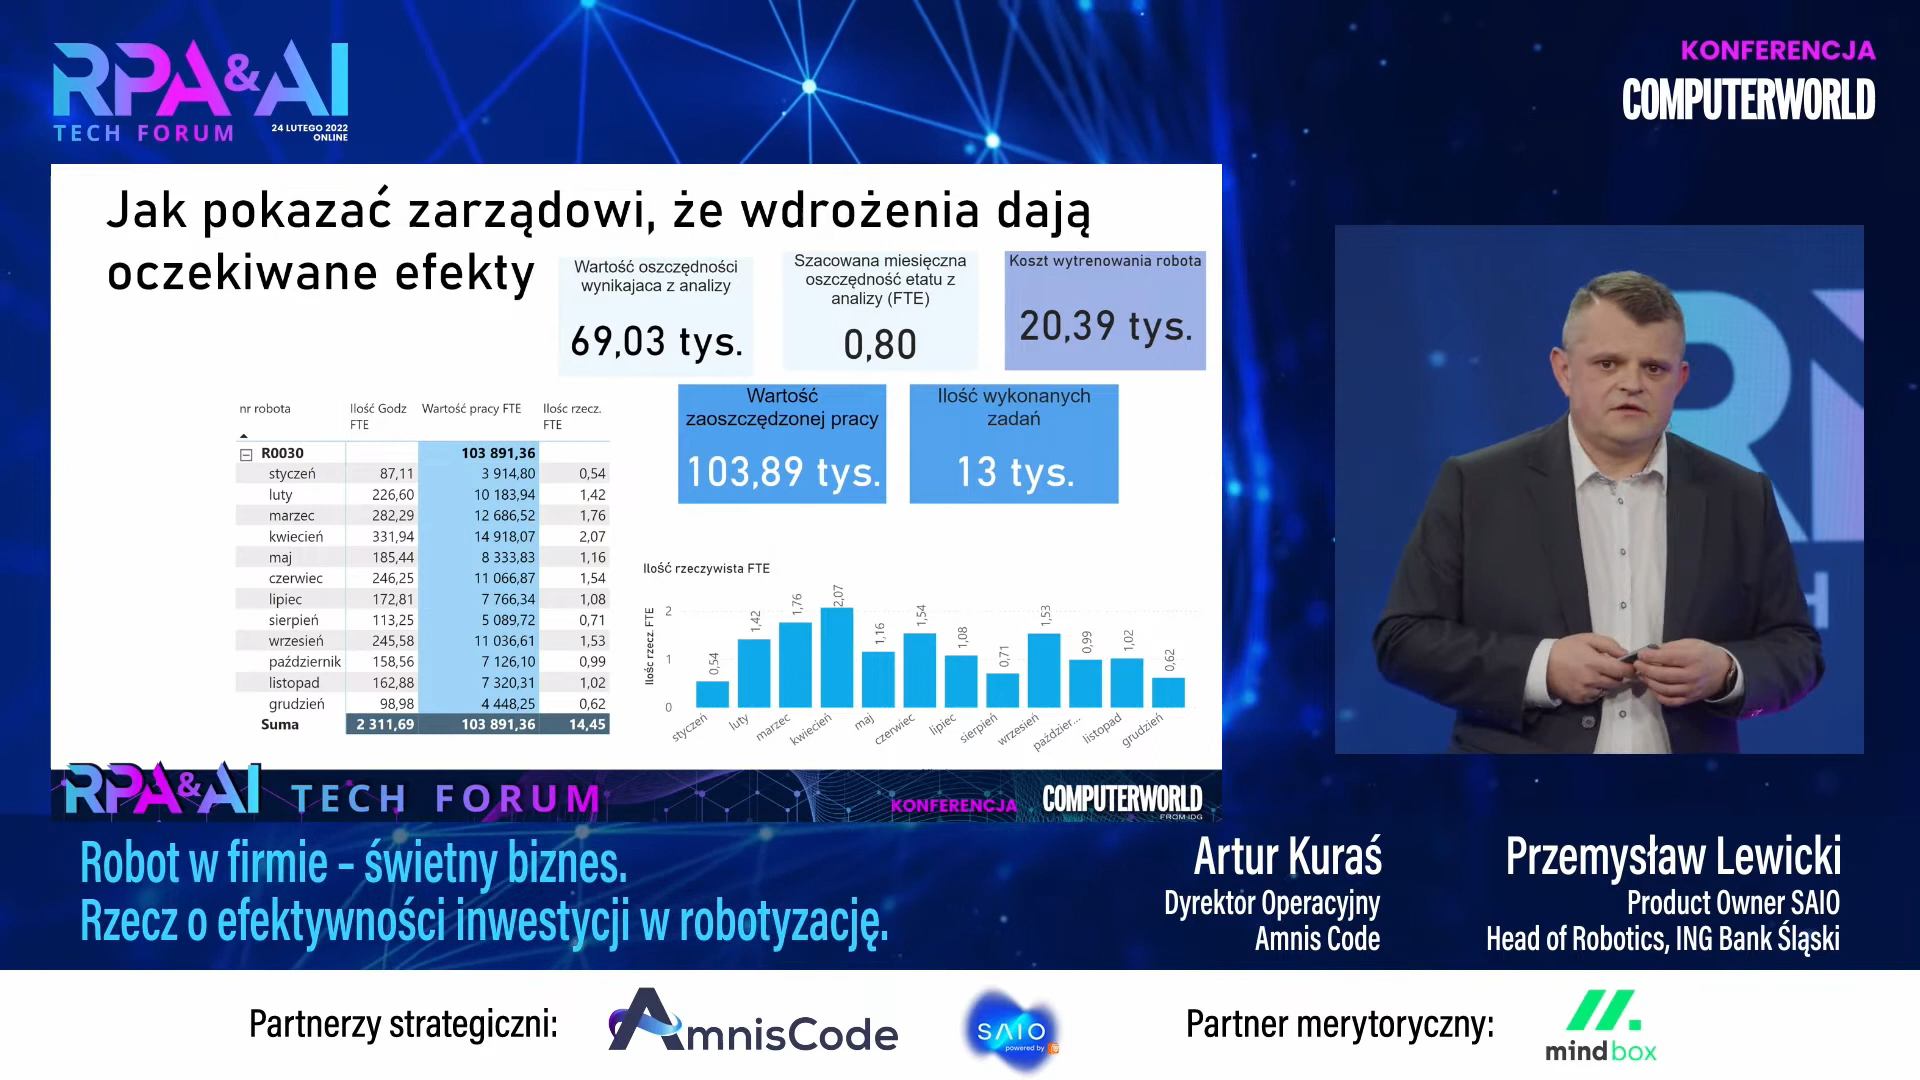 RPA&AI
TECH FORUM
24 LUTEGO 2022
ONLINE
KONFERENCJA
COMPUTERWORLD
Jak pokazać zarządowi, że wdrożenia dają
oczekiwane efekty
Wartość oszczędności
wynikajaca z analizy
69,03 tys.
Szacowana miesięczna
oszczędność etatu z
analizy (FTE)
0,80
Koszt wytrenowania robota
20,39 tys.
Wartość
zaoszczędzonej pracy
103,89 tys.
Ilość wykonanych
zadań
13 tys.
nr robota Ilość Godz FTE Wartość pracy FTE Ilośc rzecz. FTE
R0030 103 891,36
styczeń 87,11 3 914,80 0,54
luty 226,60 10 183,94 1,42
marzec 282,29 12 686,52 1,76
kwiecień 331,94 14 918,07 2,07
maj 185,44 8 333,83 1,16
czerwiec 246,25 11 066,87 1,54
lipiec 172,81 7 766,34 1,08
sierpień 113,25 5 089,72 0,71
wrzesień 245,58 11 036,61 1,53
październik 158,56 7 126,10 0,99
listopad 162,88 7 320,31 1,02
grudzień 98,98 4 448,25 0,62
Suma 2 311,69 103 891,36 14,45
Ilość rzeczywista FTE
Ilośc rzecz. FTE
2
1
0
0,54 1,42 1,76 2,07 1,16 1,54 1,08 0,71 1,53 0,99 1,02 0,62
styczeń luty marzec kwiecień maj czerwiec lipiec sierpień wrzesień paździer... listopad grudzień
RPA&AI TECH FORUM
KONFERENCJA COMPUTERWORLD
FROM IDG
Robot w firmie – świetny biznes.
Rzecz o efektywności inwestycji w robotyzację.
Artur Kuraś
Dyrektor Operacyjny
Amnis Code
Przemysław Lewicki
Product Owner SAIO
Head of Robotics, ING Bank Śląski
Partnerzy strategiczni:
AmnisCode
SAIO
powered by
Partner merytoryczny:
mindbox